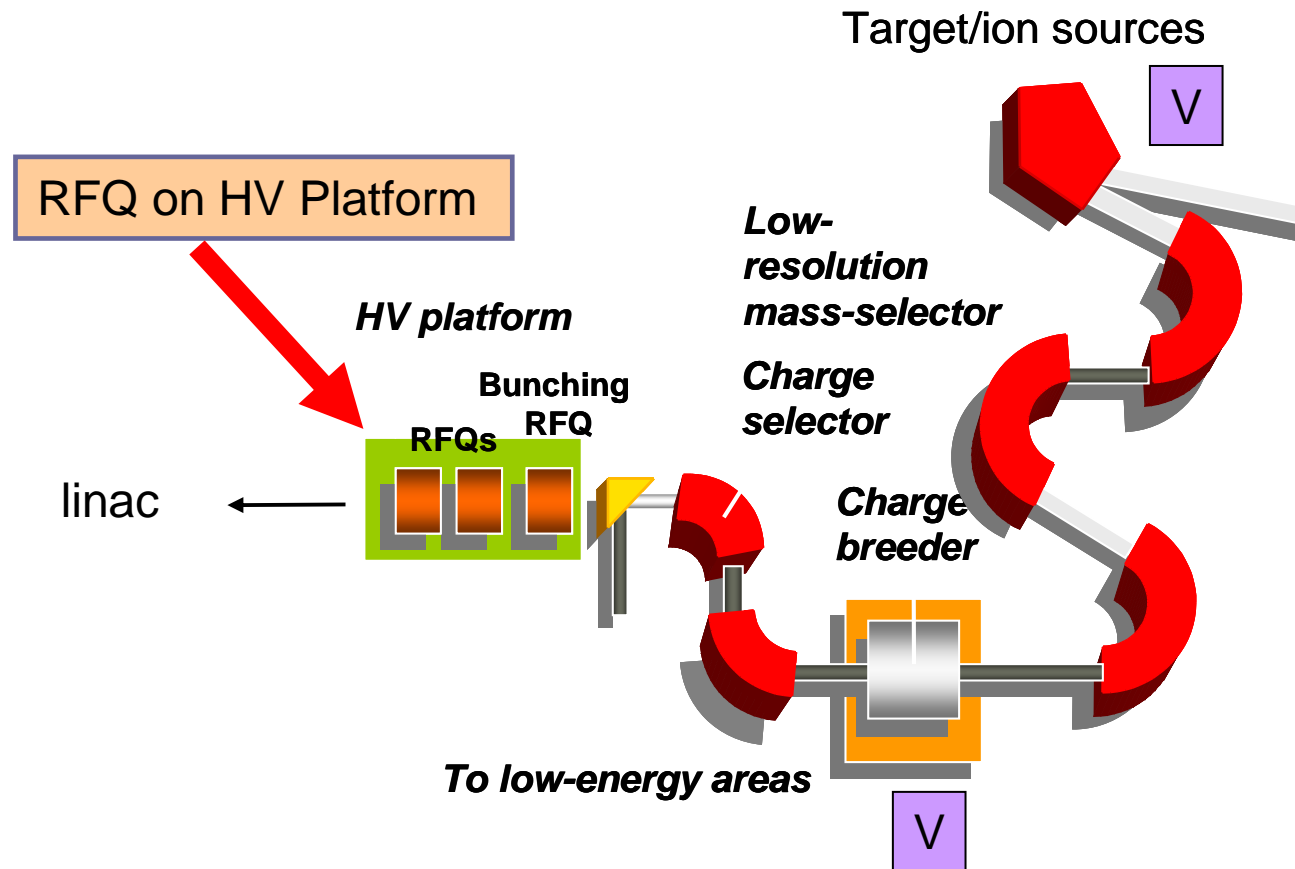 Target/ion sources
V
RFQ on HV Platform
Low-
resolution
mass-selector
HV platform
Charge
selector
Bunching
RFQ
RFQs
linac
Charge
breeder
To low-energy areas
V